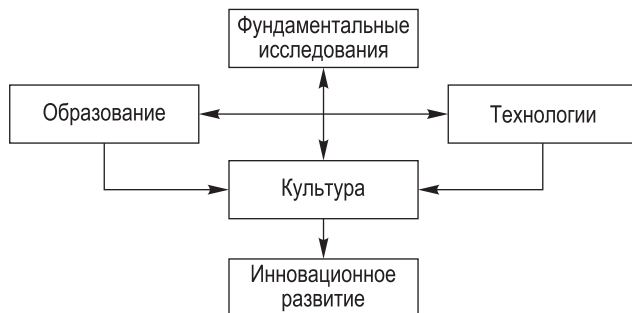 Фундаментальные
исследования
Образование
Технологии
Культура
Инновационное
развитие